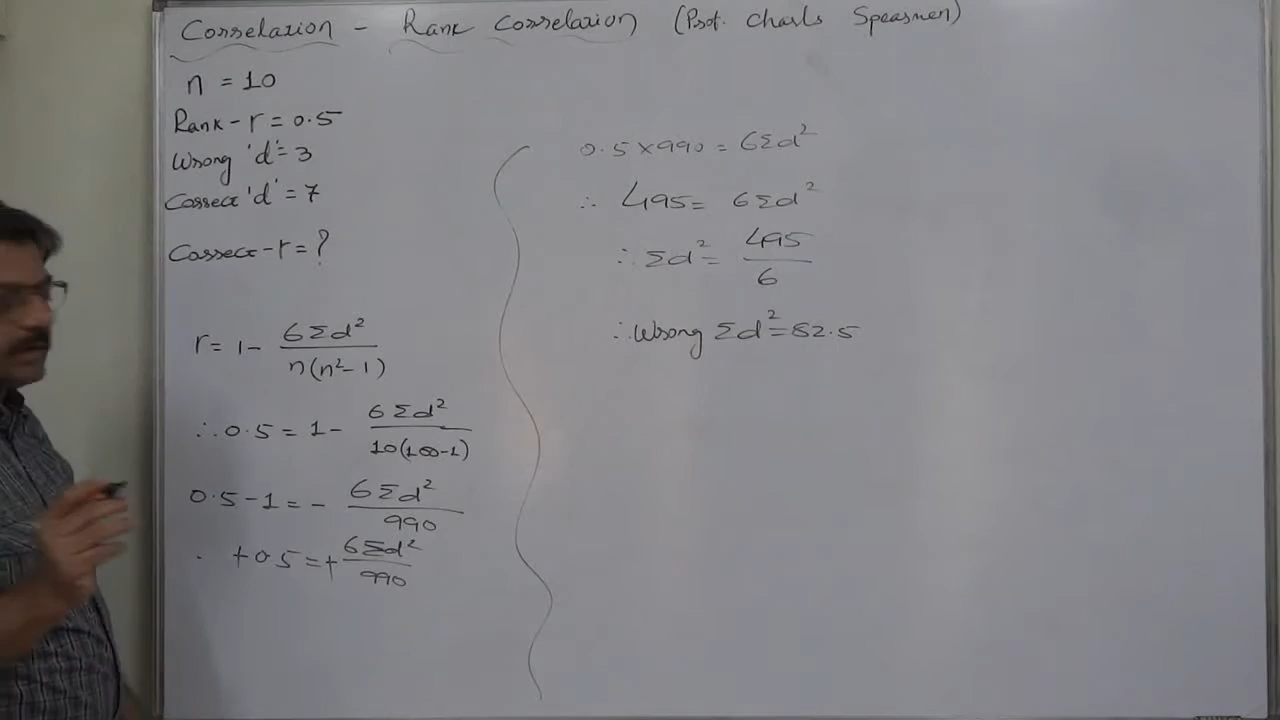 Correlation - Rank Correlation (Prof. Charls Spearmen)
n = 10
Rank - r = 0.5
Wrong 'd' = 3
Correct 'd' = 7
Correct - r = ?
r = 1 - 6Σd² / n(n² - 1)
∴ 0.5 = 1 - 6Σd² / 10(100-1)
0.5 - 1 = - 6Σd² / 990
+0.5 = + 6Σd² / 990
0.5 × 990 = 6Σd²
∴ 495 = 6Σd²
∴ Σd² = 495 / 6
∴ Wrong Σd² = 82.5